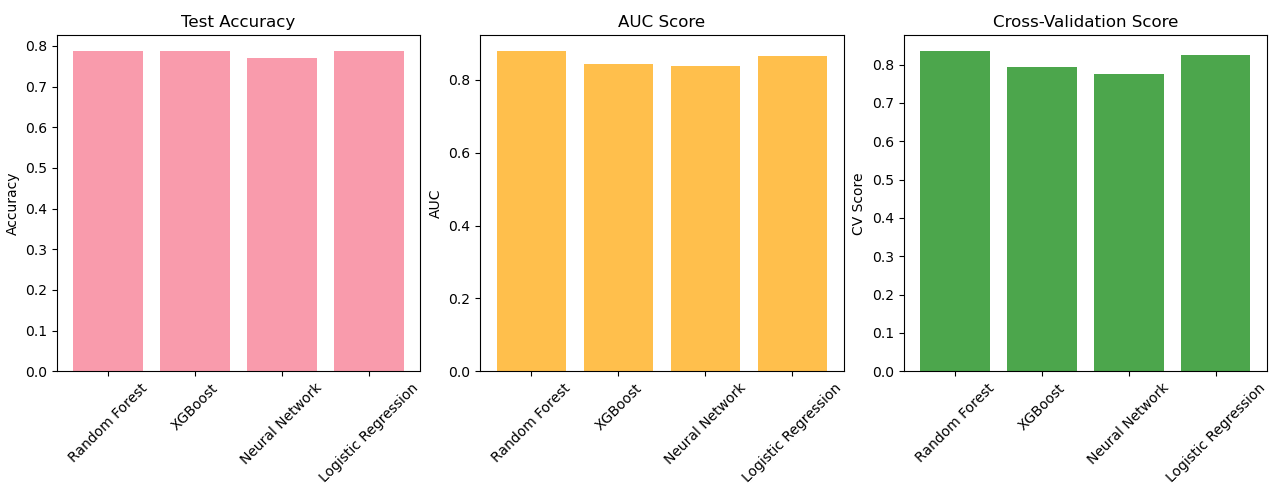 Test Accuracy
Accuracy
0.8
0.7
0.6
0.5
0.4
0.3
0.2
0.1
0.0
Random Forest
XGBoost
Neural Network
Logistic Regression
AUC Score
AUC
0.8
0.6
0.4
0.2
0.0
Random Forest
XGBoost
Neural Network
Logistic Regression
Cross-Validation Score
CV Score
0.8
0.7
0.6
0.5
0.4
0.3
0.2
0.1
0.0
Random Forest
XGBoost
Neural Network
Logistic Regression